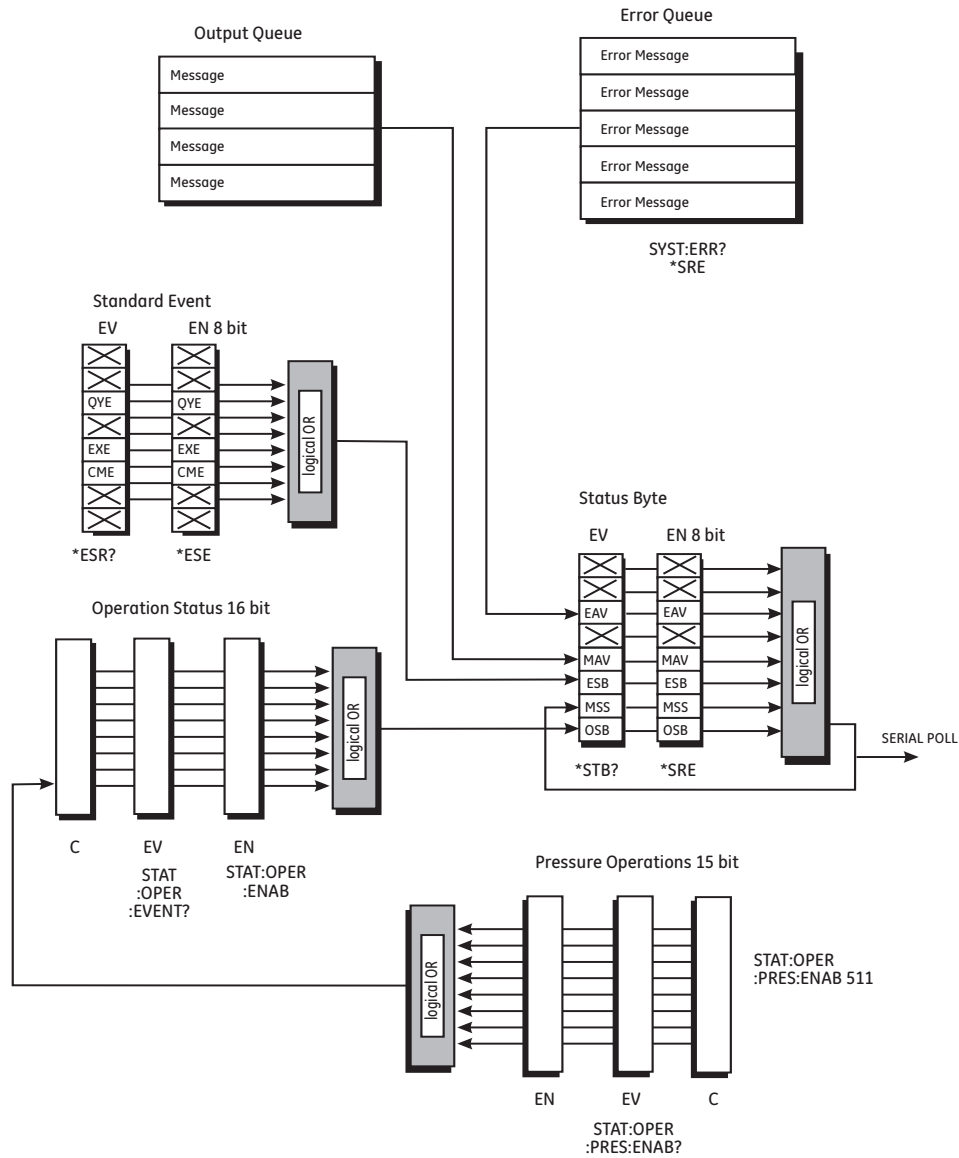 Output Queue
Message
Message
Message
Message
Error Queue
Error Message
Error Message
Error Message
Error Message
Error Message
SYST:ERR?
*SRE
Standard Event
EV
EN 8 bit
QYE
QYE
EXE
EXE
CME
CME
logical OR
*ESR?
*ESE
Status Byte
EV
EN 8 bit
EAV
EAV
MAV
MAV
ESB
ESB
MSS
MSS
OSB
OSB
logical OR
*STB?
*SRE
SERIAL POLL
Operation Status 16 bit
logical OR
C
EV
EN
STAT
:OPER
:EVENT?
STAT:OPER
:ENAB
Pressure Operations 15 bit
logical OR
STAT:OPER
:PRES:ENAB 511
EN
EV
C
STAT:OPER
:PRES:ENAB?